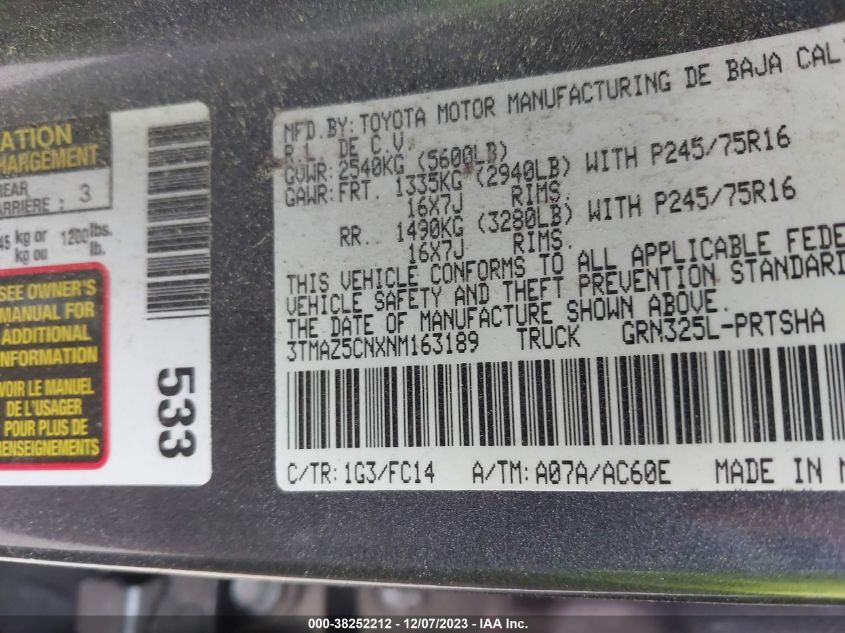 ATION
HARGEMENT
REAR
ARRIÈRE : 3
45 kg or 1200 lbs.
kg ou lb.
SEE OWNER'S
MANUAL FOR
ADDITIONAL
INFORMATION
VOIR LE MANUEL
DE L'USAGER
POUR PLUS DE
RENSEIGNEMENTS
533
MFD. BY: TOYOTA MOTOR MANUFACTURING DE BAJA CAL
R.L. DE C.V.
GVWR: 2540KG (5600LB)
GAWR: FRT. 1335KG (2940LB) WITH P245/75R16
16X7J RIMS.
RR. 1490KG (3280LB) WITH P245/75R16
16X7J RIMS.
THIS VEHICLE CONFORMS TO ALL APPLICABLE FEDE
VEHICLE SAFETY AND THEFT PREVENTION STANDARD
THE DATE OF MANUFACTURE SHOWN ABOVE.
3TMAZ5CNXNM163189 TRUCK GRN325L-PRTSHA
C/TR: 1G3/FC14 A/TM: A07A/AC60E MADE IN
000-38252212 - 12/07/2023 - IAA Inc.